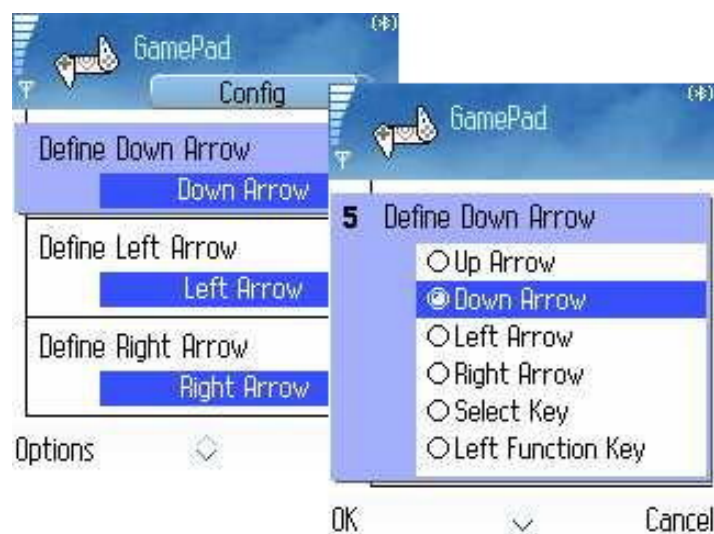 GamePad
Config
Define Down Arrow
Down Arrow
Define Left Arrow
Left Arrow
Define Right Arrow
Right Arrow
Options
GamePad
5 Define Down Arrow
Up Arrow
Down Arrow
Left Arrow
Right Arrow
Select Key
Left Function Key
OK Cancel